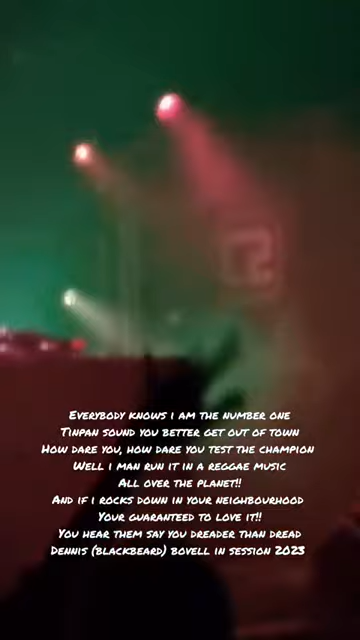 Everybody knows i am the number one
Tinpan sound you better get out of town
How dare you, how dare you test the champion
Well i man run it in a reggae music
All over the planet!!
And if i rocks down in your neighbourhood
Your guaranteed to love it!!
You hear them say you dreader than dread
Dennis (blackbeard) bovell in session 2023